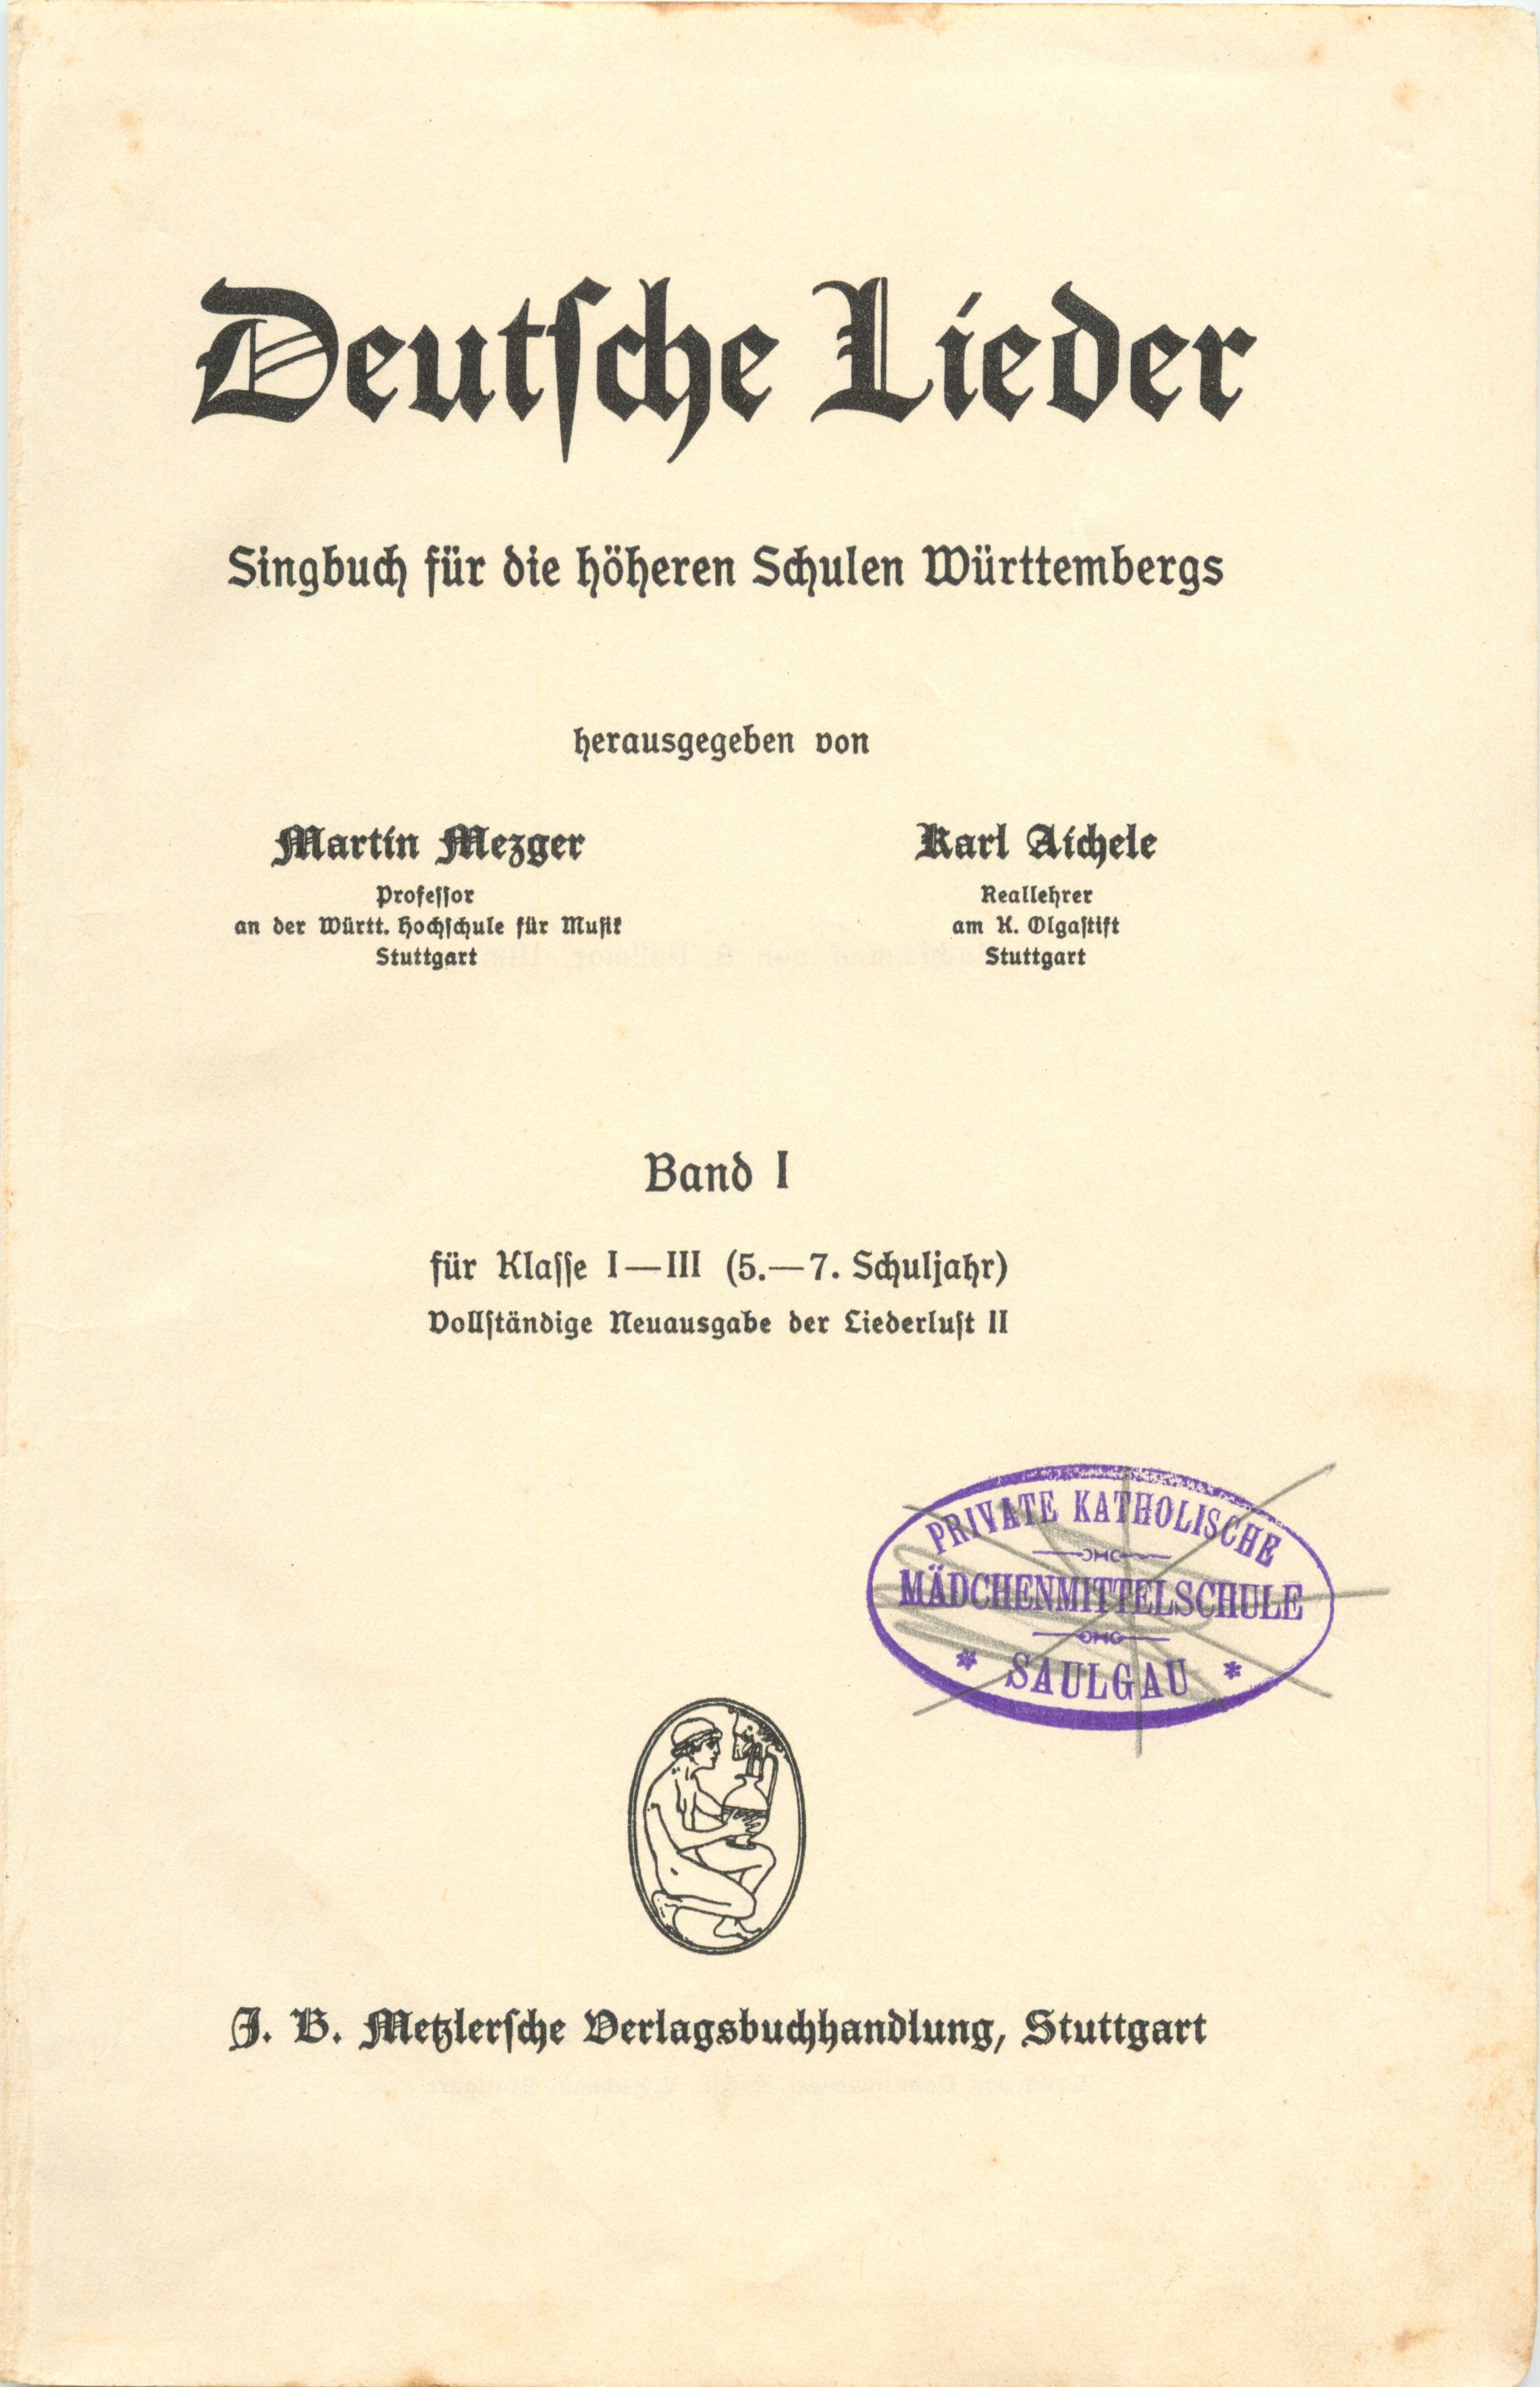 Deutſche Lieder
Singbuch für die höheren Schulen Württembergs
herausgegeben von
Martin Mezger
Profeſſor
an der Württ. Hochſchule für Muſik
Stuttgart
Karl Aichele
Reallehrer
am K. Olgaſtift
Stuttgart
Band I
für Klaſſe I—III (5.—7. Schuljahr)
Vollſtändige Neuausgabe der Liederluſt II
PRIVATE KATHOLISCHE
MÄDCHENMITTELSCHULE
* SAULGAU *
J. B. Metzlerſche Verlagsbuchhandlung, Stuttgart